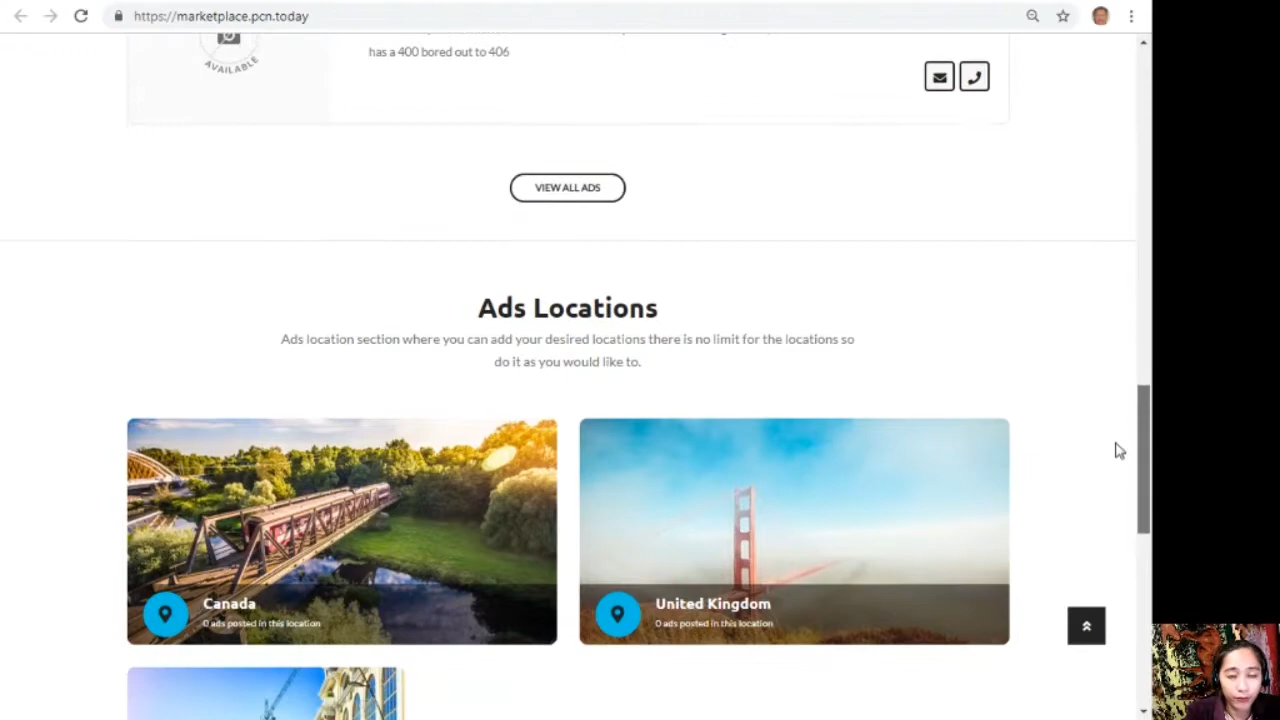 https://marketplace.pcn.today
AVAILABLE
has a 400 bored out to 406
VIEW ALL ADS
Ads Locations
Ads location section where you can add your desired locations there is no limit for the locations so
do it as you would like to.
Canada
0 ads posted in this location
United Kingdom
0 ads posted in this location